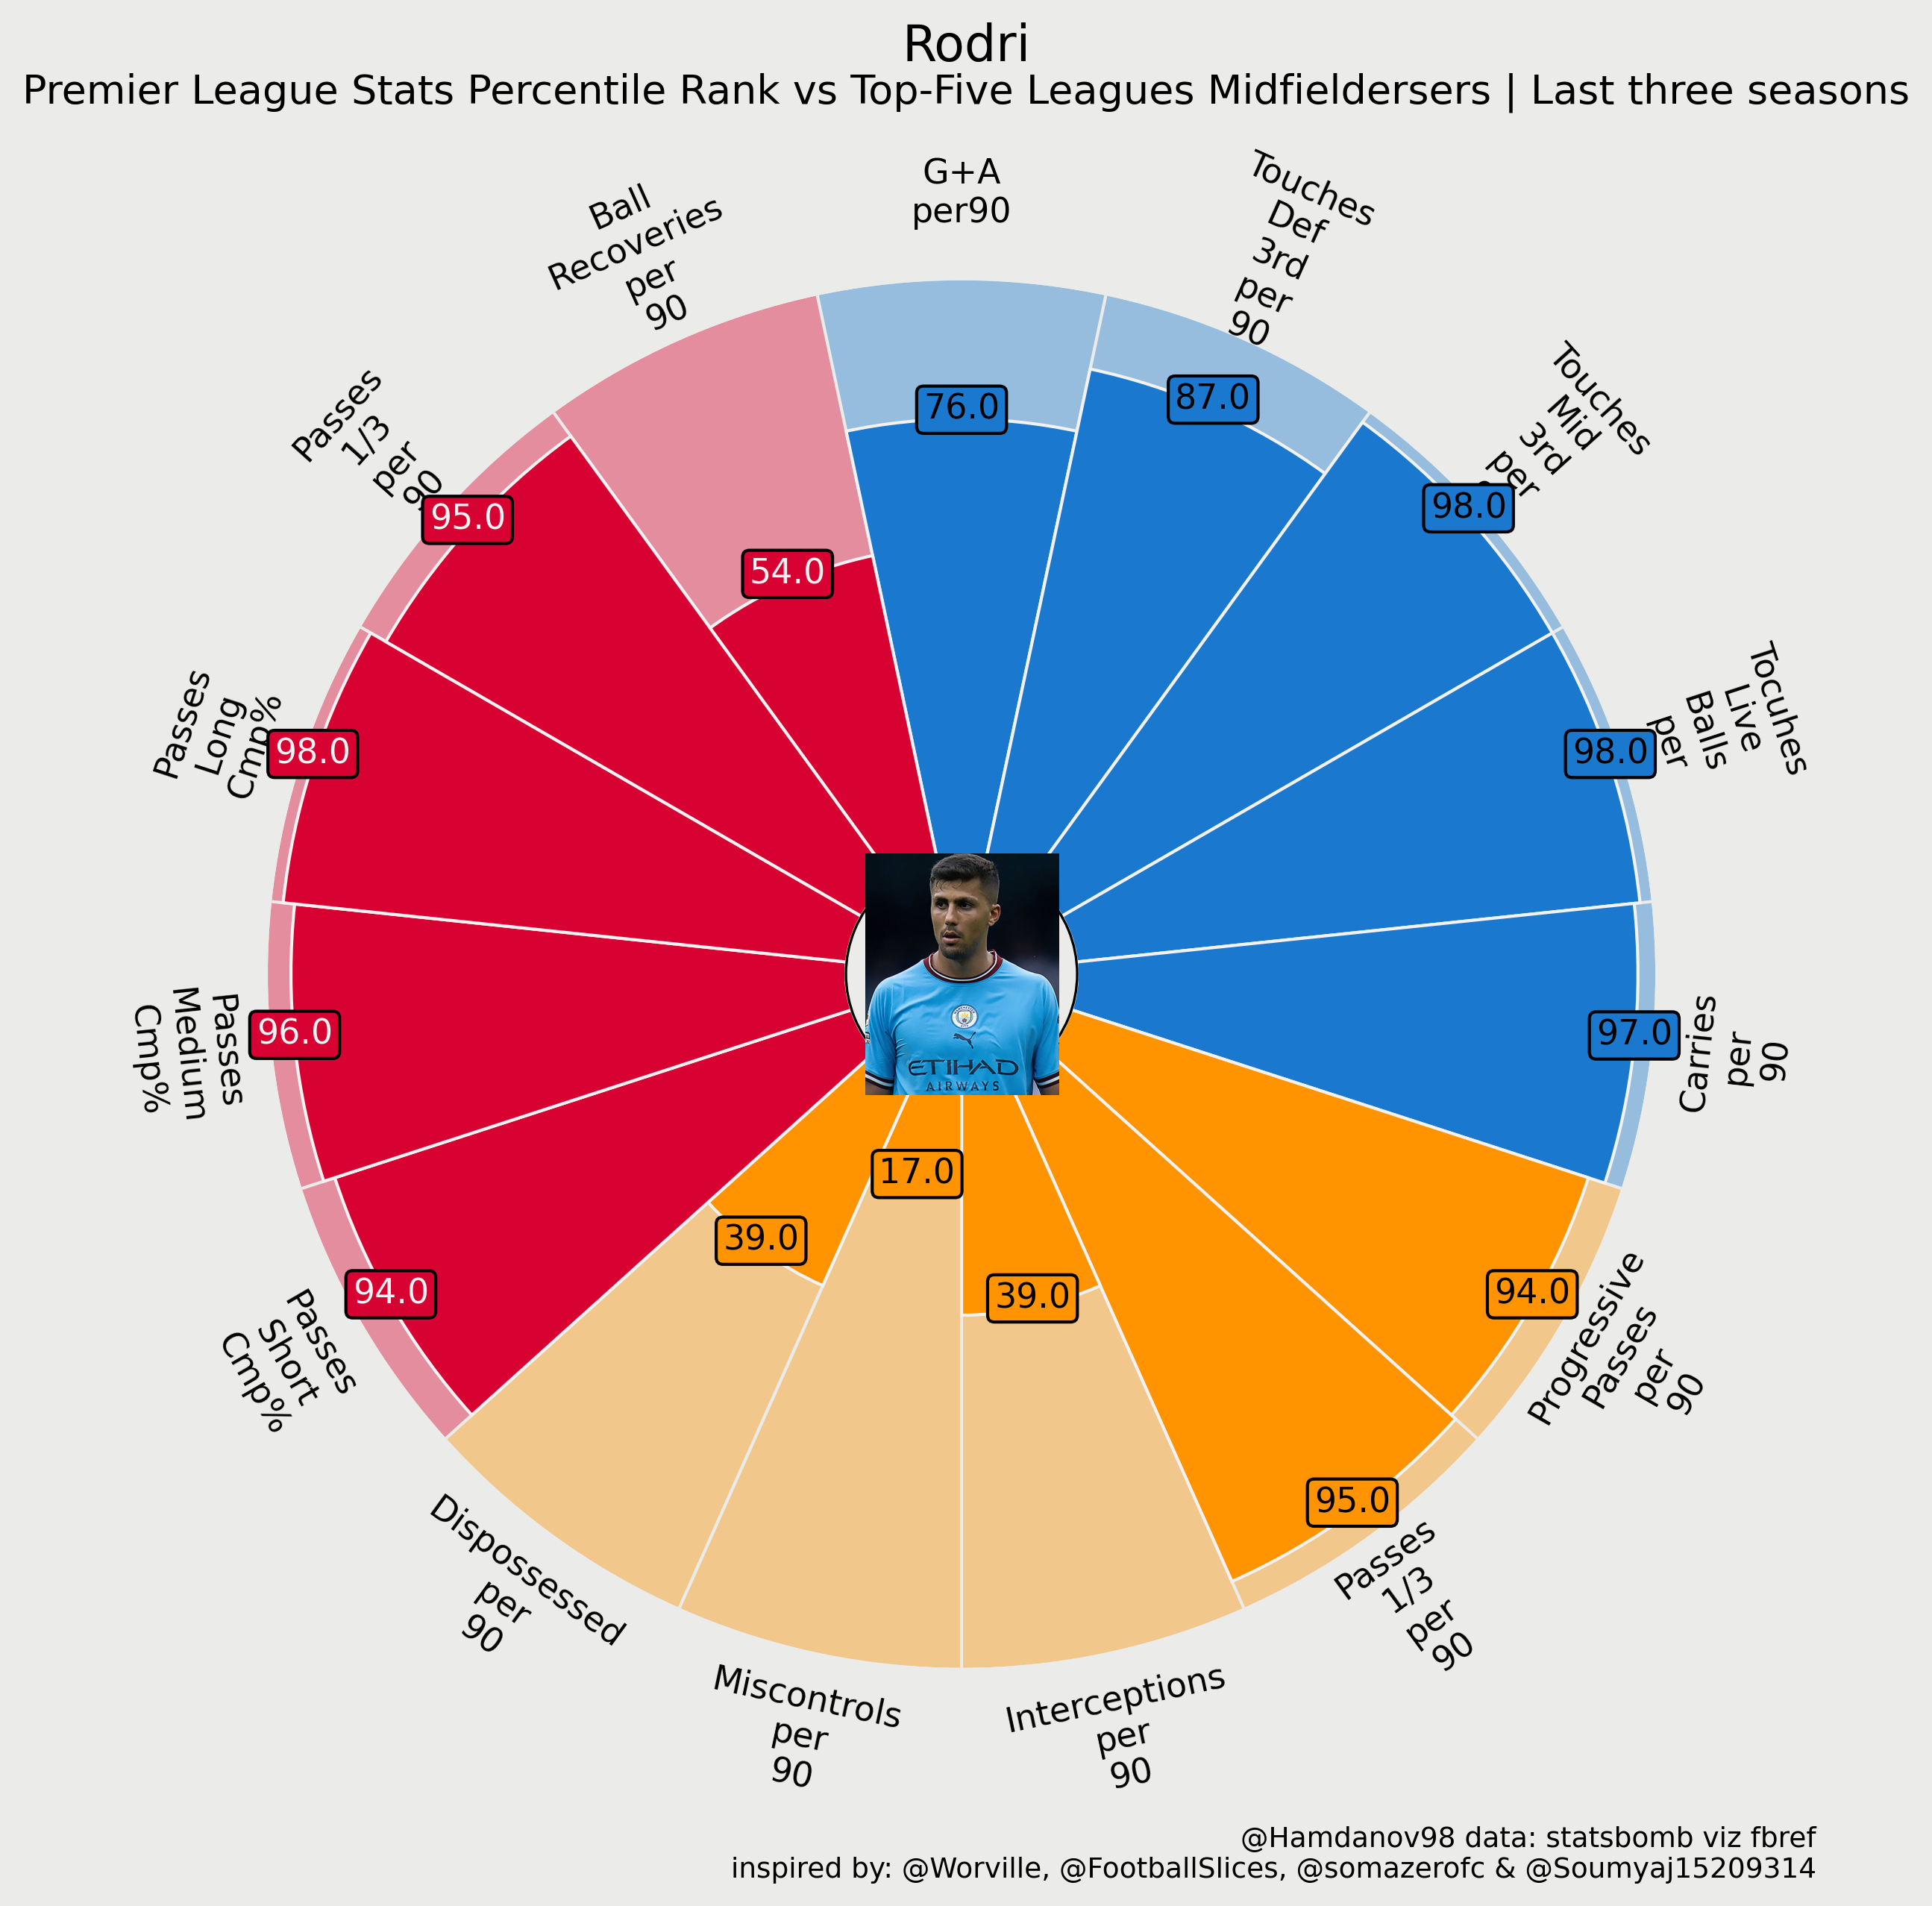 Rodri
Premier League Stats Percentile Rank vs Top-Five Leagues Midfieldersers | Last three seasons
G+A
per90
76.0
Touches
Def
3rd
per
90
87.0
Touches
Mid
3rd
per
98.0
Tocuhes
Live
Balls
per
98.0
Carries
per
90
97.0
Progressive
Passes
per
90
94.0
Passes
1/3
per
90
95.0
Interceptions
per
90
39.0
Miscontrols
per
90
17.0
Dispossessed
per
90
39.0
Passes
Short
Cmp%
94.0
Passes
Medium
Cmp%
96.0
Passes
Long
Cmp%
98.0
Passes
1/3
per
90
95.0
Ball
Recoveries
per
90
54.0
ETIHAD
AIRWAYS
@Hamdanov98 data: statsbomb viz fbref
inspired by: @Worville, @FootballSlices, @somazerofc & @Soumyaj15209314